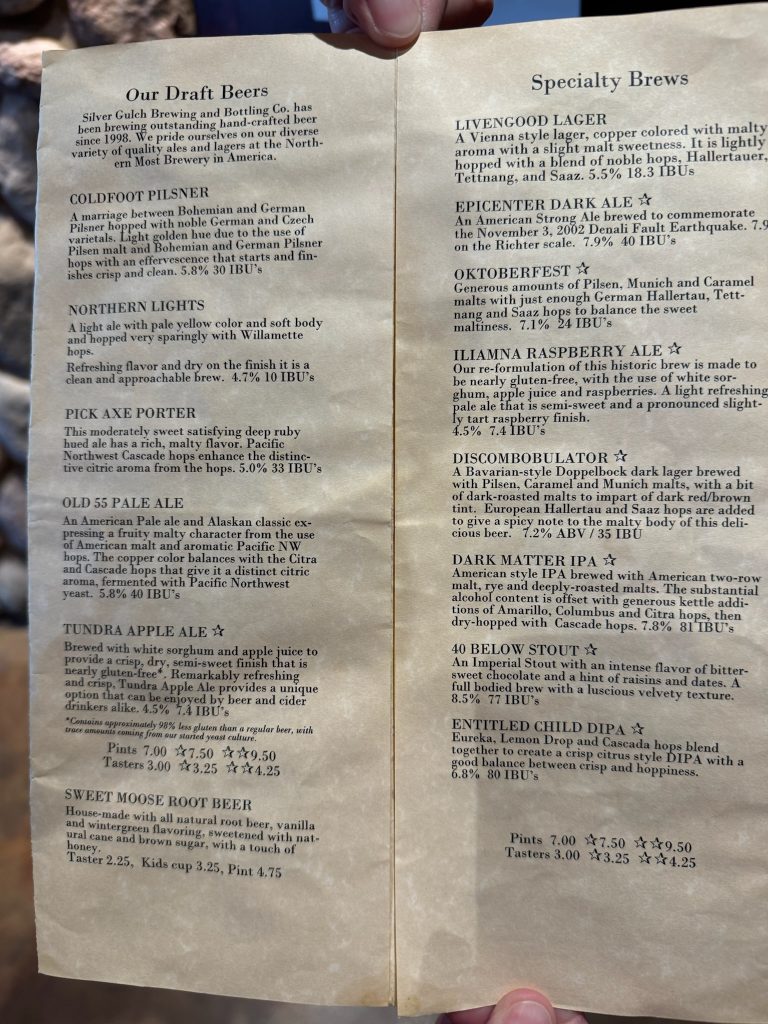 Our Draft Beers
Silver Gulch Brewing and Bottling Co. has
been brewing outstanding hand-crafted beer
since 1998. We pride ourselves on our diverse
variety of quality ales and lagers at the North-
ern Most Brewery in America.
COLDFOOT PILSNER
A marriage between Bohemian and German
Pilsner hopped with noble German and Czech
varietals. Light golden hue due to the use of
Pilsen malt and Bohemian and German Pilsner
hops with an effervescence that starts and fin-
ishes crisp and clean. 5.8% 30 IBU's
NORTHERN LIGHTS
A light ale with pale yellow color and soft body
and hopped very sparingly with Willamette
hops.
Refreshing flavor and dry on the finish it is a
clean and approachable brew. 4.7% 10 IBU's
PICK AXE PORTER
This moderately sweet satisfying deep ruby
hued ale has a rich, malty flavor. Pacific
Northwest Cascade hops enhance the distinc-
tive citric aroma from the hops. 5.0% 33 IBU's
OLD 55 PALE ALE
An American Pale ale and Alaskan classic ex-
pressing a fruity malty character from the use
of American malt and aromatic Pacific NW
hops. The copper color balances with the Citra
and Cascade hops that give it a distinct citric
aroma, fermented with Pacific Northwest
yeast. 5.8% 40 IBU's
TUNDRA APPLE ALE ☆
Brewed with white sorghum and apple juice to
provide a crisp, dry, semi-sweet finish that is
nearly gluten-free*. Remarkably refreshing
and crisp, Tundra Apple Ale provides a unique
option that can be enjoyed by beer and cider
drinkers alike. 4.5% 7.4 IBU's
*Contains approximately 98% less gluten than a regular beer, with
trace amounts coming from our started yeast culture.
Pints 7.00 ☆7.50 ☆☆9.50
Tasters 3.00 ☆3.25 ☆☆4.25
SWEET MOOSE ROOT BEER
House-made with all natural root beer, vanilla
and wintergreen flavoring, sweetened with nat-
ural cane and brown sugar, with a touch of
honey.
Taster 2.25, Kids cup 3.25, Pint 4.75
Specialty Brews
LIVENGOOD LAGER
A Vienna style lager, copper colored with malty
aroma with a slight malt sweetness. It is lightly
hopped with a blend of noble hops, Hallertauer,
Tettnang, and Saaz. 5.5% 18.3 IBUs
EPICENTER DARK ALE ☆
An American Strong Ale brewed to commemorate
the November 3, 2002 Denali Fault Earthquake. 7.9
on the Richter scale. 7.9% 40 IBU's
OKTOBERFEST ☆
Generous amounts of Pilsen, Munich and Caramel
malts with just enough German Hallertau, Tett-
nang and Saaz hops to balance the sweet
maltiness. 7.1% 24 IBU's
ILIAMNA RASPBERRY ALE ☆
Our re-formulation of this historic brew is made to
be nearly gluten-free, with the use of white sor-
ghum, apple juice and raspberries. A light refreshing
pale ale that is semi-sweet and a pronounced slight-
ly tart raspberry finish.
4.5% 7.4 IBU's
DISCOMBOBULATOR ☆
A Bavarian-style Doppelbock dark lager brewed
with Pilsen, Caramel and Munich malts, with a bit
of dark-roasted malts to impart of dark red/brown
tint. European Hallertau and Saaz hops are added
to give a spicy note to the malty body of this deli-
cious beer. 7.2% ABV / 35 IBU
DARK MATTER IPA ☆
American style IPA brewed with American two-row
malt, rye and deeply-roasted malts. The substantial
alcohol content is offset with generous kettle addi-
tions of Amarillo, Columbus and Citra hops, then
dry-hopped with Cascade hops. 7.8% 81 IBU's
40 BELOW STOUT ☆
An Imperial Stout with an intense flavor of bitter-
sweet chocolate and a hint of raisins and dates. A
full bodied brew with a luscious velvety texture.
8.5% 77 IBU's
ENTITLED CHILD DIPA ☆
Eureka, Lemon Drop and Cascada hops blend
together to create a crisp citrus style DIPA with a
good balance between crisp and hoppiness.
6.8% 80 IBU's
Pints 7.00 ☆7.50 ☆☆9.50
Tasters 3.00 ☆3.25 ☆☆4.25